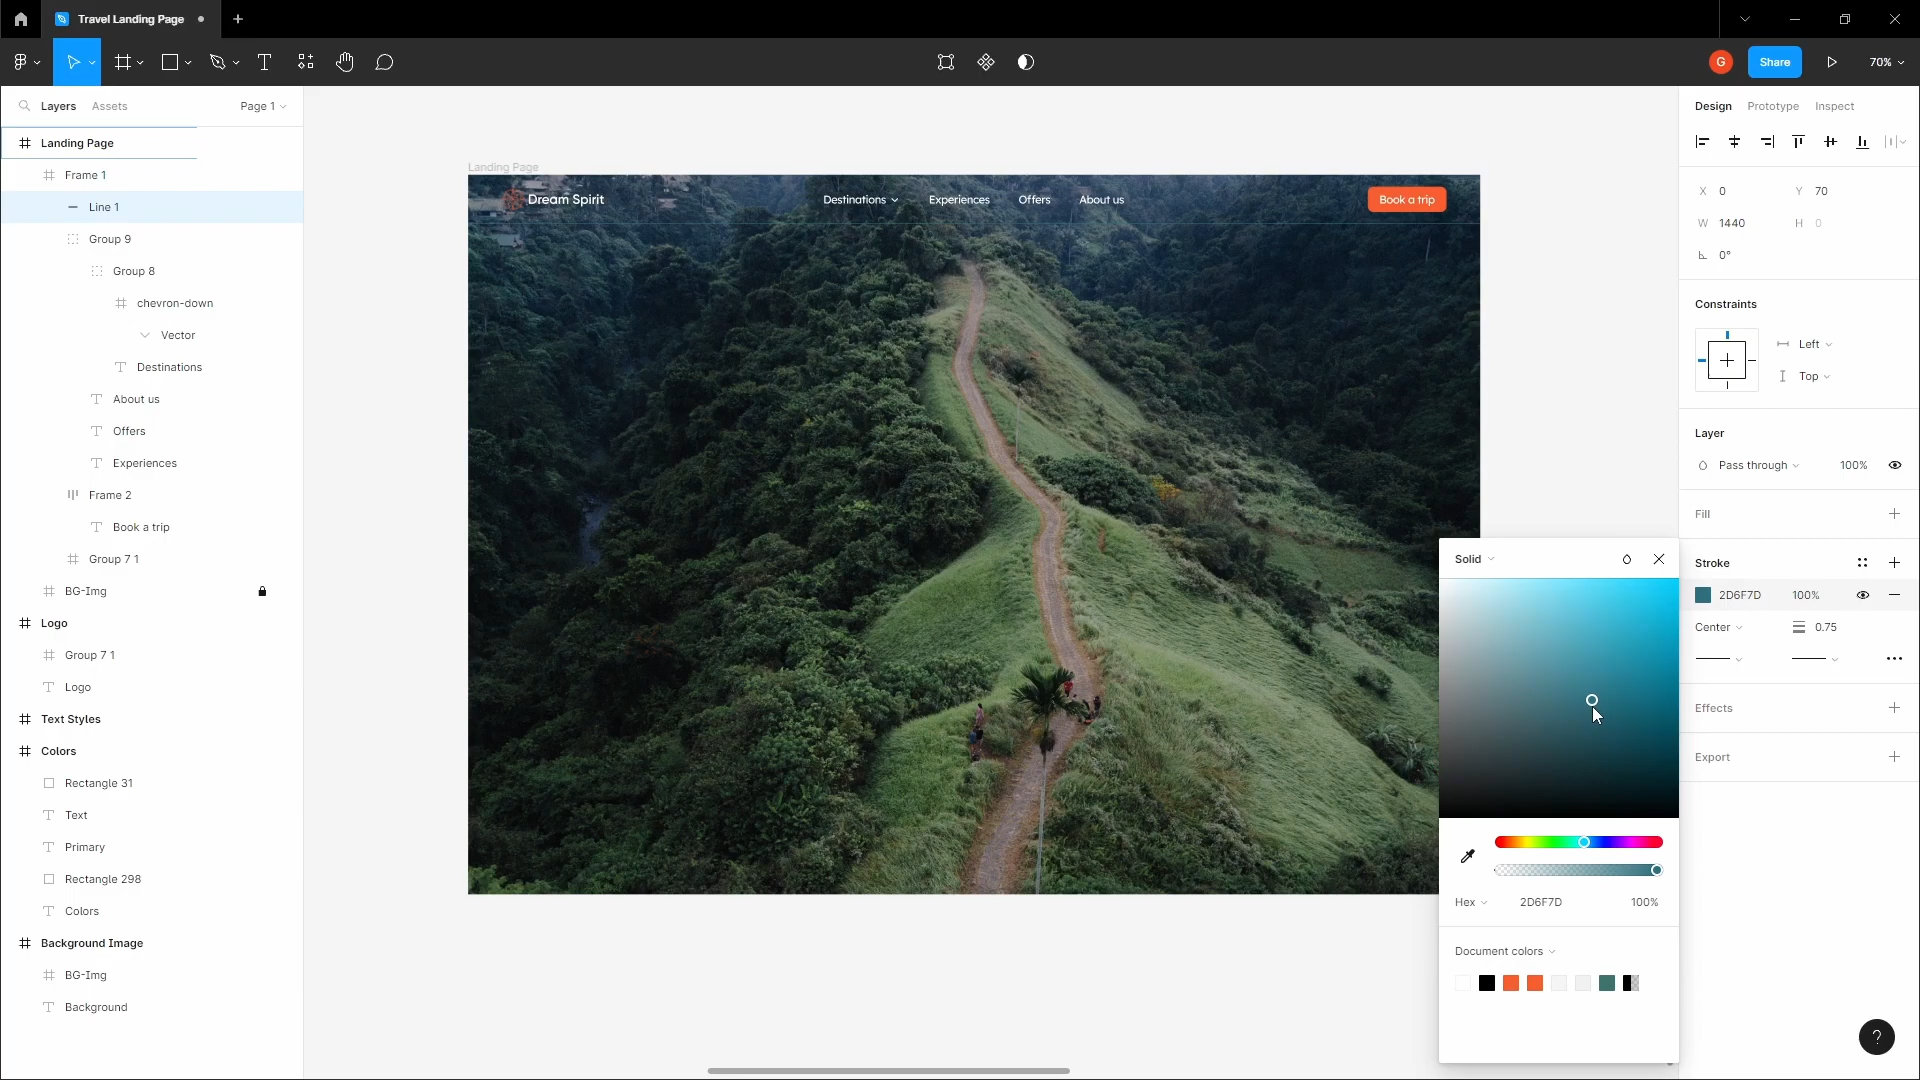 Travel Landing Page
Share
G
70%
Layers
Assets
Page 1
Landing Page
Frame 1
Line 1
Group 9
Group 8
chevron-down
Vector
Destinations
About us
Offers
Experiences
Frame 2
Book a trip
Group 7 1
BG-Img
Logo
Group 7 1
Logo
Text Styles
Colors
Rectangle 31
Text
Primary
Rectangle 298
Colors
Background Image
BG-Img
Background
Landing Page
Dream Spirit
Destinations
Experiences
Offers
About us
Book a trip
Solid
Hex
2D6F7D
100%
Document colors
Design
Prototype
Inspect
X 0
Y 70
W 1440
H 0
0°
Constraints
Left
Top
Layer
Pass through
100%
Fill
Stroke
2D6F7D
100%
Center
0.75
Effects
Export
?